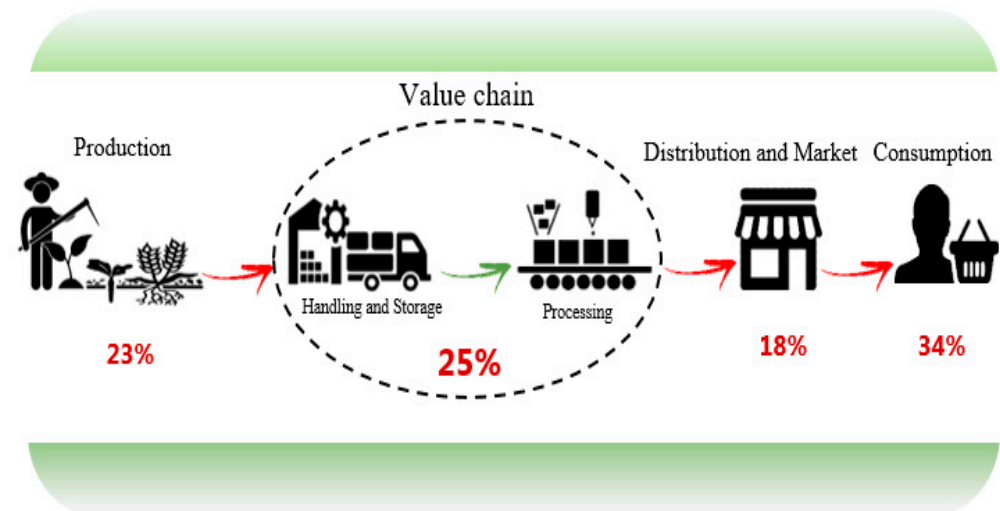 Value chain
Production
Distribution and Market
Consumption
Handling and Storage
Processing
23%
25%
18%
34%